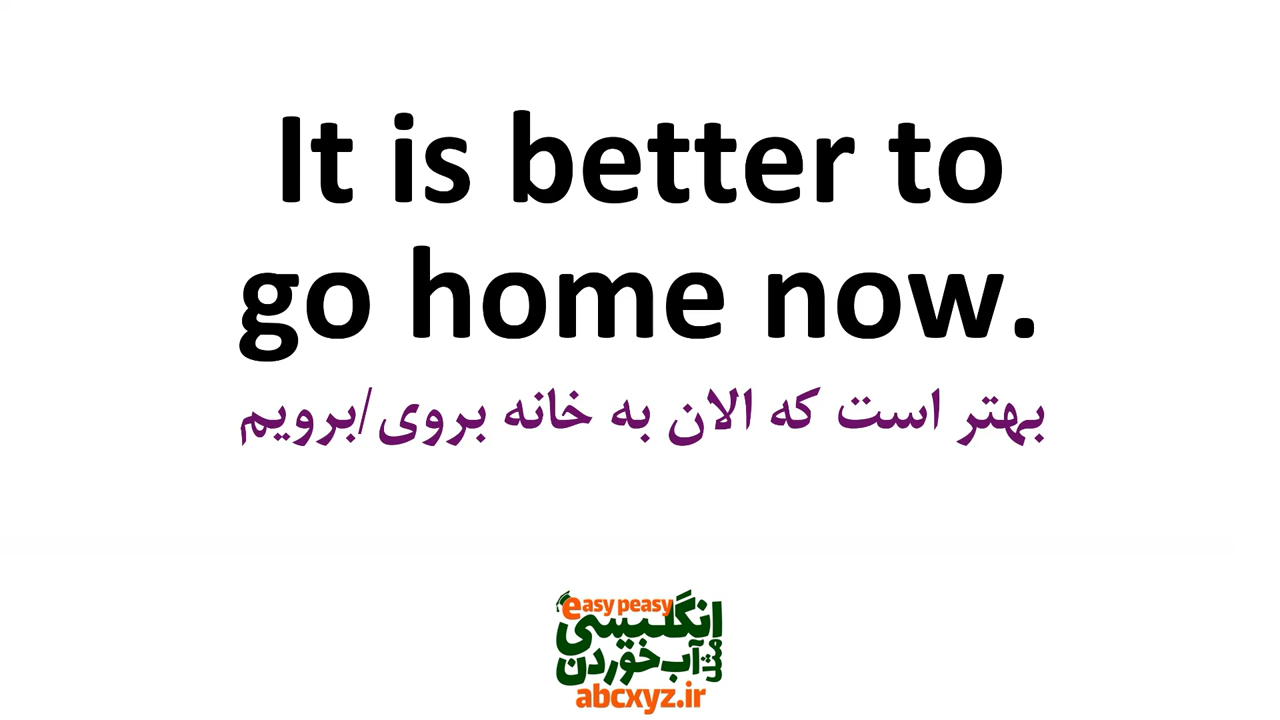 It is better to
go home now.
بهتر است که الان به خانه بروی/برویم
easy peasy
انگلیسی
مثل آب خوردن
abcxyz.ir